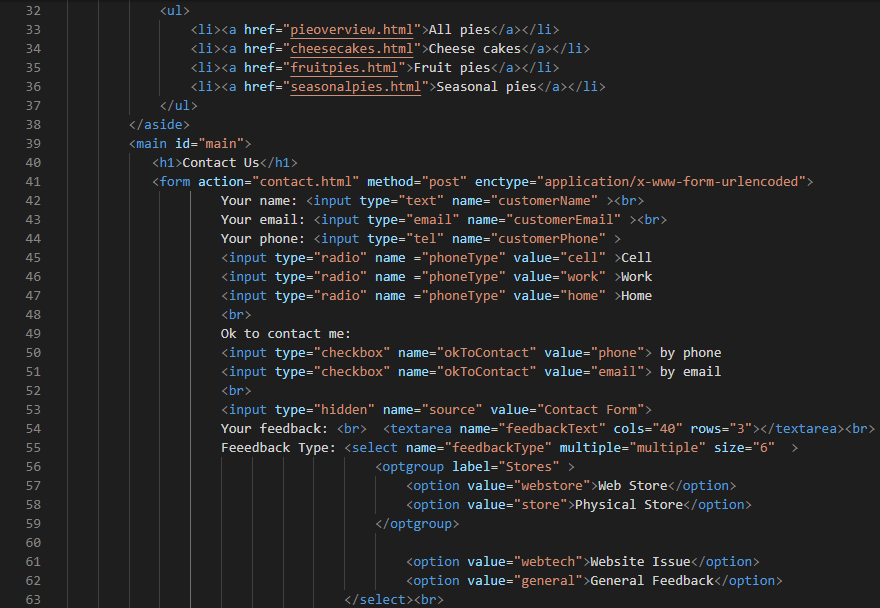 32 <ul>
33 <li><a href="pieoverview.html">All pies</a></li>
34 <li><a href="cheesecakes.html">Cheese cakes</a></li>
35 <li><a href="fruitpies.html">Fruit pies</a></li>
36 <li><a href="seasonalpies.html">Seasonal pies</a></li>
37 </ul>
38 </aside>
39 <main id="main">
40 <h1>Contact Us</h1>
41 <form action="contact.html" method="post" enctype="application/x-www-form-urlencoded">
42 Your name: <input type="text" name="customerName" ><br>
43 Your email: <input type="email" name="customerEmail" ><br>
44 Your phone: <input type="tel" name="customerPhone" >
45 <input type="radio" name ="phoneType" value="cell" >Cell
46 <input type="radio" name ="phoneType" value="work" >Work
47 <input type="radio" name ="phoneType" value="home" >Home
48 <br>
49 Ok to contact me:
50 <input type="checkbox" name="okToContact" value="phone"> by phone
51 <input type="checkbox" name="okToContact" value="email"> by email
52 <br>
53 <input type="hidden" name="source" value="Contact Form">
54 Your feedback: <br>  <textarea name="feedbackText" cols="40" rows="3"></textarea><br>
55 Feeedback Type: <select name="feedbackType" multiple="multiple" size="6"  >
56 <optgroup label="Stores" >
57 <option value="webstore">Web Store</option>
58 <option value="store">Physical Store</option>
59 </optgroup>
60
61 <option value="webtech">Website Issue</option>
62 <option value="general">General Feedback</option>
63 </select><br>